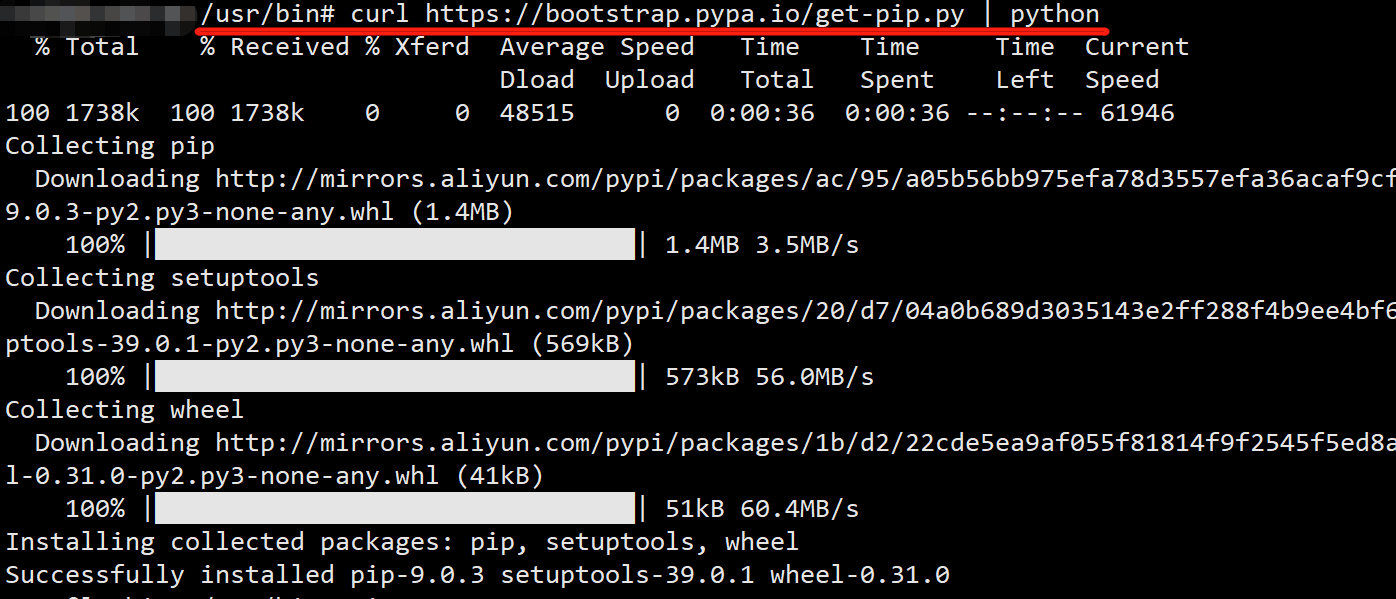 /usr/bin# curl https://bootstrap.pypa.io/get-pip.py | python
% Total % Received % Xferd Average Speed Time Time Time Current
Dload Upload Total Spent Left Speed
100 1738k 100 1738k 0 0 48515 0 0:00:36 0:00:36 --:--:-- 61946
Collecting pip
Downloading http://mirrors.aliyun.com/pypi/packages/ac/95/a05b56bb975efa78d3557efa36acaf9cf
9.0.3-py2.py3-none-any.whl (1.4MB)
100% | | 1.4MB 3.5MB/s
Collecting setuptools
Downloading http://mirrors.aliyun.com/pypi/packages/20/d7/04a0b689d3035143e2ff288f4b9ee4bf6
ptools-39.0.1-py2.py3-none-any.whl (569kB)
100% | | 573kB 56.0MB/s
Collecting wheel
Downloading http://mirrors.aliyun.com/pypi/packages/1b/d2/22cde5ea9af055f81814f9f2545f5ed8a
l-0.31.0-py2.py3-none-any.whl (41kB)
100% | | 51kB 60.4MB/s
Installing collected packages: pip, setuptools, wheel
Successfully installed pip-9.0.3 setuptools-39.0.1 wheel-0.31.0